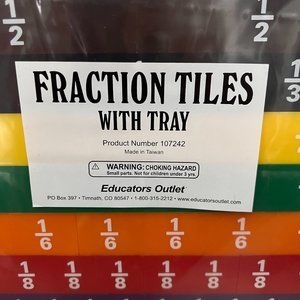 1/2 1/2
FRACTION TILES
WITH TRAY
1/3
Product Number 107242
Made in Taiwan
⚠ WARNING: CHOKING HAZARD
Small parts. Not for children under 3 yrs.
Educators Outlet
PO Box 397 • Timnath, CO 80547 • 1-800-315-2212 • www.educatorsoutlet.com
1/6 1/6 1/6 1/6
1/8 1/8 1/8 1/8 1/8 1/8